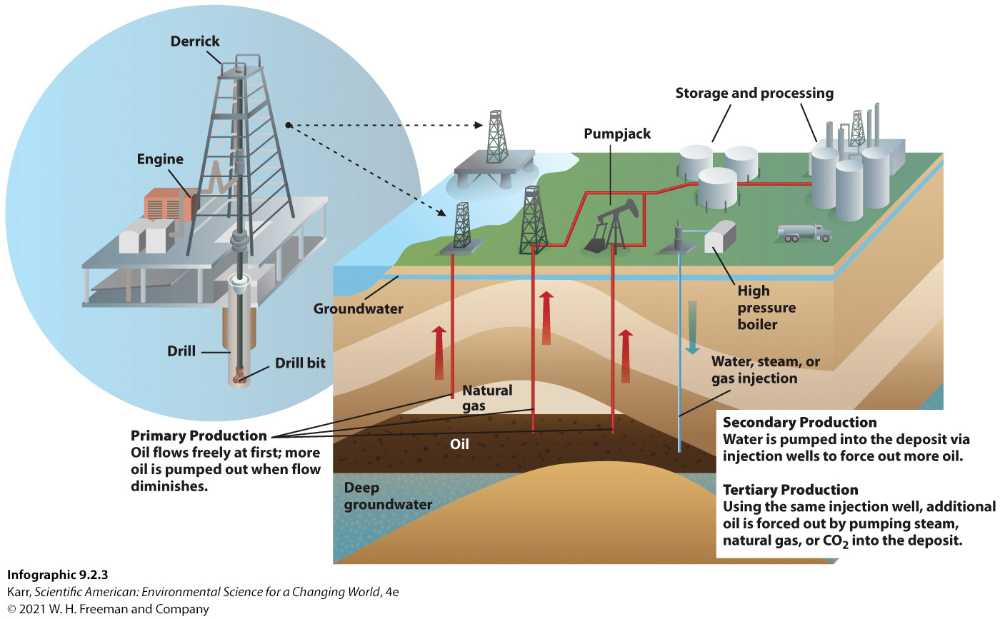 Derrick
Engine
Drill
Drill bit
Storage and processing
Pumpjack
Groundwater
High
pressure
boiler
Water, steam, or
gas injection
Natural
gas
Oil
Deep
groundwater
Primary Production
Oil flows freely at first; more
oil is pumped out when flow
diminishes.
Secondary Production
Water is pumped into the deposit via
injection wells to force out more oil.
Tertiary Production
Using the same injection well, additional
oil is forced out by pumping steam,
natural gas, or CO₂ into the deposit.
Infographic 9.2.3
Karr, Scientific American: Environmental Science for a Changing World, 4e
© 2021 W. H. Freeman and Company